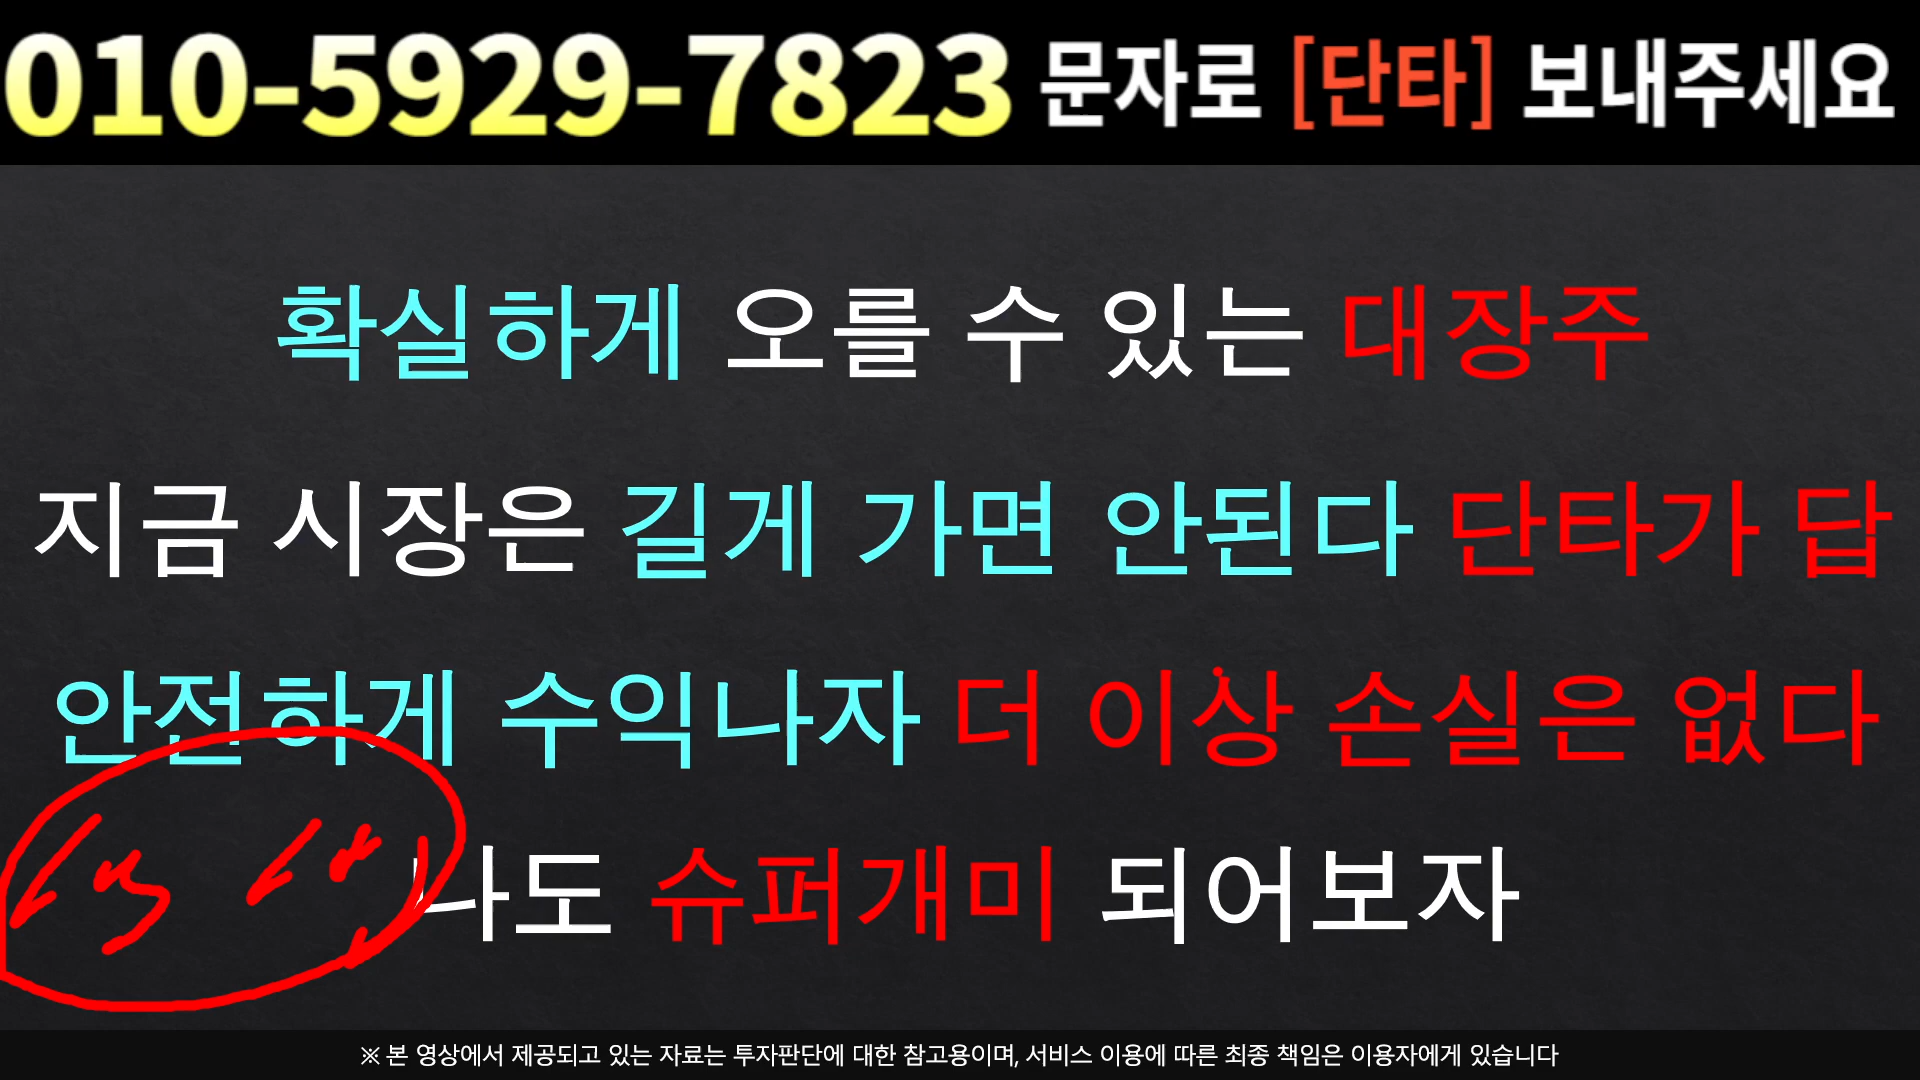 010-5929-7823 문자로 [단타] 보내주세요
확실하게 오를 수 있는 대장주
지금 시장은 길게 가면 안된다 단타가 답
안전하게 수익나자 더 이상 손실은 없다
나도 슈퍼개미 되어보자
※ 본 영상에서 제공되고 있는 자료는 투자판단에 대한 참고용이며, 서비스 이용에 따른 최종 책임은 이용자에게 있습니다